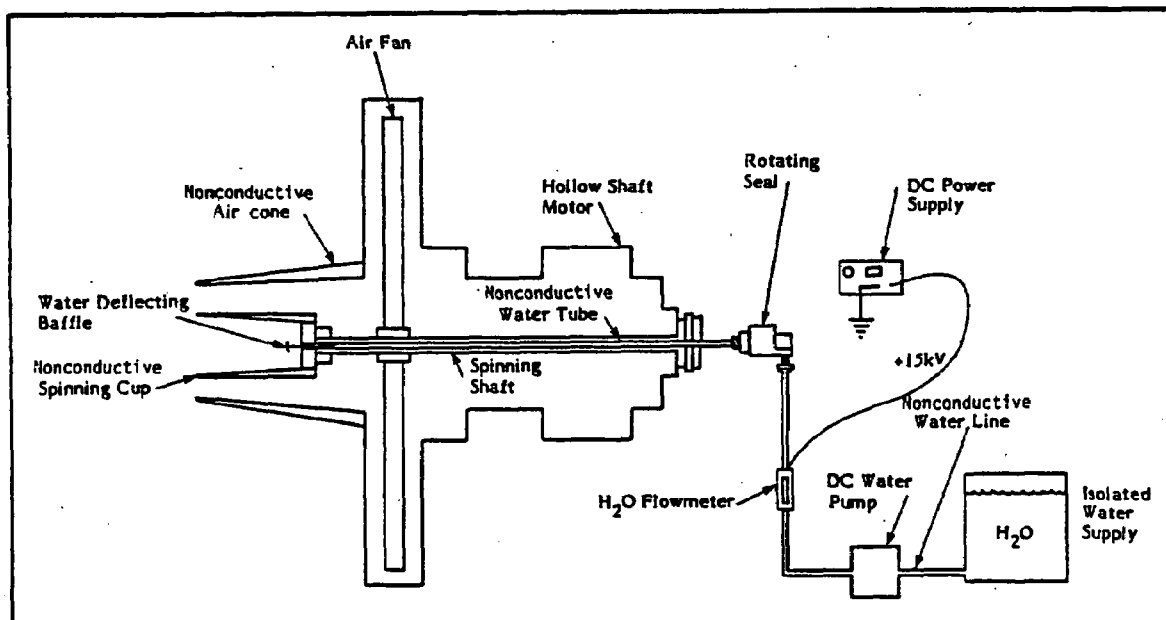 Air Fan
Nonconductive
Air cone
Hollow Shaft
Motor
Rotating
Seal
DC Power
Supply
Water Deflecting
Baffle
Nonconductive
Water Tube
Nonconductive
Spinning Cup
Spinning
Shaft
+15kV
Nonconductive
Water Line
H₂O Flowmeter
DC Water
Pump
H₂O
Isolated
Water
Supply